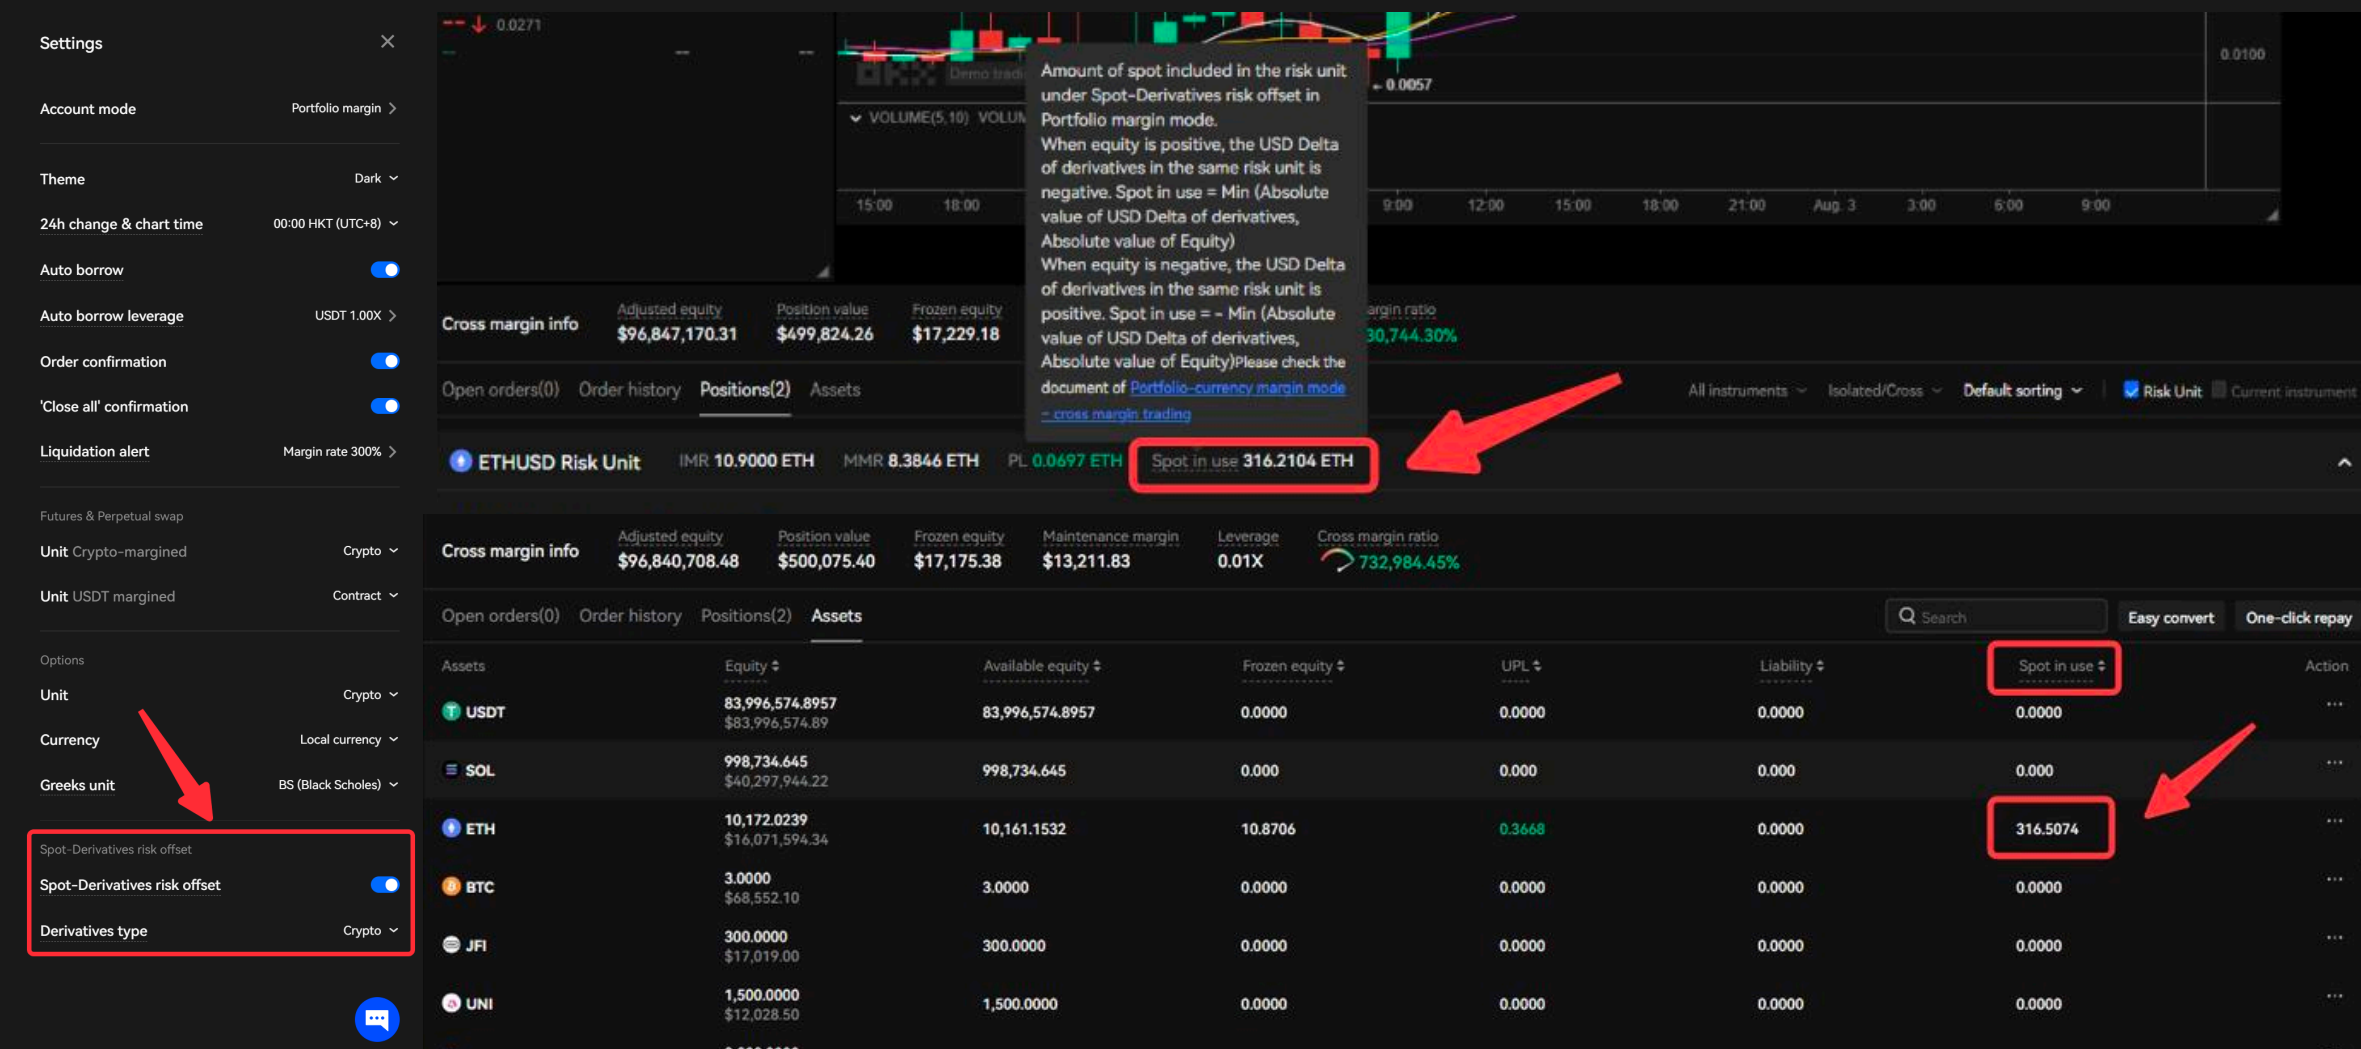 Settings
Account mode Portfolio margin
Theme Dark
24h change & chart time 00:00 HKT (UTC+8)
Auto borrow
Auto borrow leverage USDT 1.00X
Order confirmation
'Close all' confirmation
Liquidation alert Margin rate 300%
Futures & Perpetual swap
Unit Crypto-margined Crypto
Unit USDT margined Contract
Options
Unit Crypto
Currency Local currency
Greeks unit BS (Black Scholes)
Spot-Derivatives risk offset
Spot-Derivatives risk offset
Derivatives type Crypto
-- 0.0271
-- -- --
Demo tradi
0.0100
←0.0057
VOLUME(5,10) VOLUM
15:00 18:00 9:00 12:00 15:00 18:00 21:00 Aug. 3 3:00 6:00 9:00
Amount of spot included in the risk unit
under Spot-Derivatives risk offset in
Portfolio margin mode.
When equity is positive, the USD Delta
of derivatives in the same risk unit is
negative. Spot in use = Min (Absolute
value of USD Delta of derivatives,
Absolute value of Equity)
When equity is negative, the USD Delta
of derivatives in the same risk unit is
positive. Spot in use = - Min (Absolute
value of USD Delta of derivatives,
Absolute value of Equity)Please check the
document of Portfolio-currency margin mode
- cross margin trading
Cross margin info
Adjusted equity Position value Frozen equity argin ratio
$96,847,170.31 $499,824.26 $17,229.18 30,744.30%
Open orders(0) Order history Positions(2) Assets All instruments Isolated/Cross Default sorting Risk Unit Current instrument
ETHUSD Risk Unit IMR 10.9000 ETH MMR 8.3846 ETH PL 0.0697 ETH Spot in use 316.2104 ETH
Cross margin info
Adjusted equity Position value Frozen equity Maintenance margin Leverage Cross margin ratio
$96,840,708.48 $500,075.40 $17,175.38 $13,211.83 0.01X 732,984.45%
Open orders(0) Order history Positions(2) Assets Search Easy convert One-click repay
Assets Equity Available equity Frozen equity UPL Liability Spot in use Action
USDT 83,996,574.8957 83,996,574.8957 0.0000 0.0000 0.0000 0.0000 ...
$83,996,574.89
SOL 998,734.645 998,734.645 0.000 0.000 0.000 0.000 ...
$40,297,944.22
ETH 10,172.0239 10,161.1532 10.8706 0.3668 0.0000 316.5074 ...
$16,071,594.34
BTC 3.0000 3.0000 0.0000 0.0000 0.0000 0.0000 ...
$68,552.10
JFI 300.0000 300.0000 0.0000 0.0000 0.0000 0.0000 ...
$17,019.00
UNI 1,500.0000 1,500.0000 0.0000 0.0000 0.0000 0.0000 ...
$12,028.50